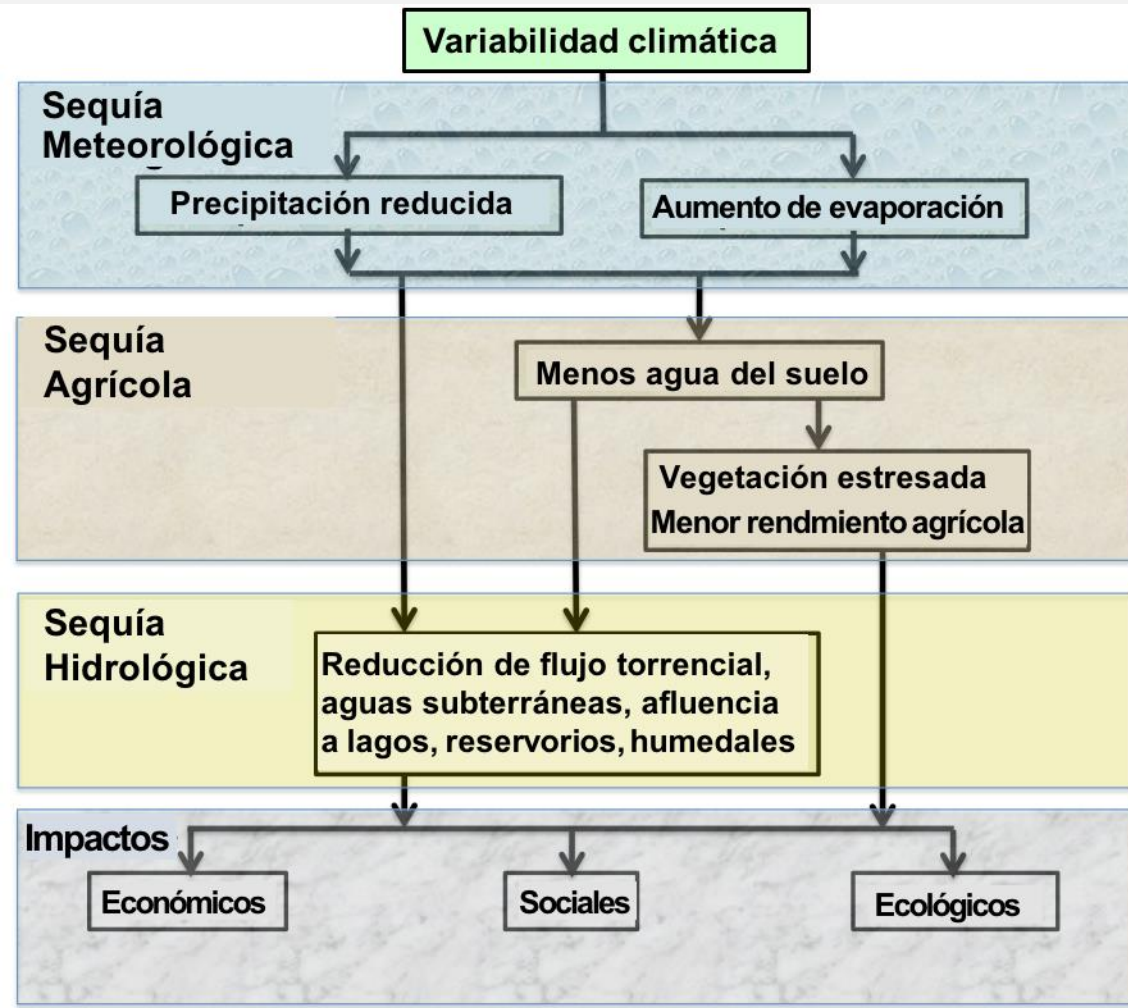 Variabilidad climática
Sequía
Meteorológica
Precipitación reducida
Aumento de evaporación
Sequía
Agrícola
Menos agua del suelo
Vegetación estresada
Menor rendmiento agrícola
Sequía
Hidrológica
Reducción de flujo torrencial,
aguas subterráneas, afluencia
a lagos, reservorios, humedales
Impactos
Económicos
Sociales
Ecológicos